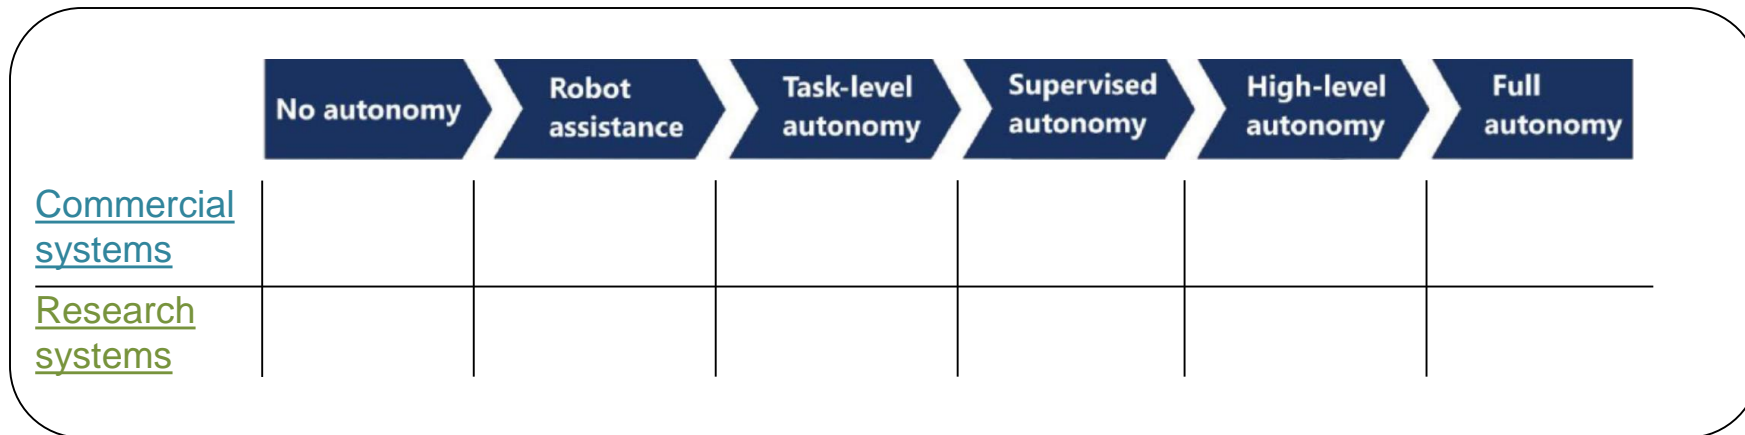 No autonomy
Robot
assistance
Task-level
autonomy
Supervised
autonomy
High-level
autonomy
Full
autonomy
Commercial
systems
Research
systems